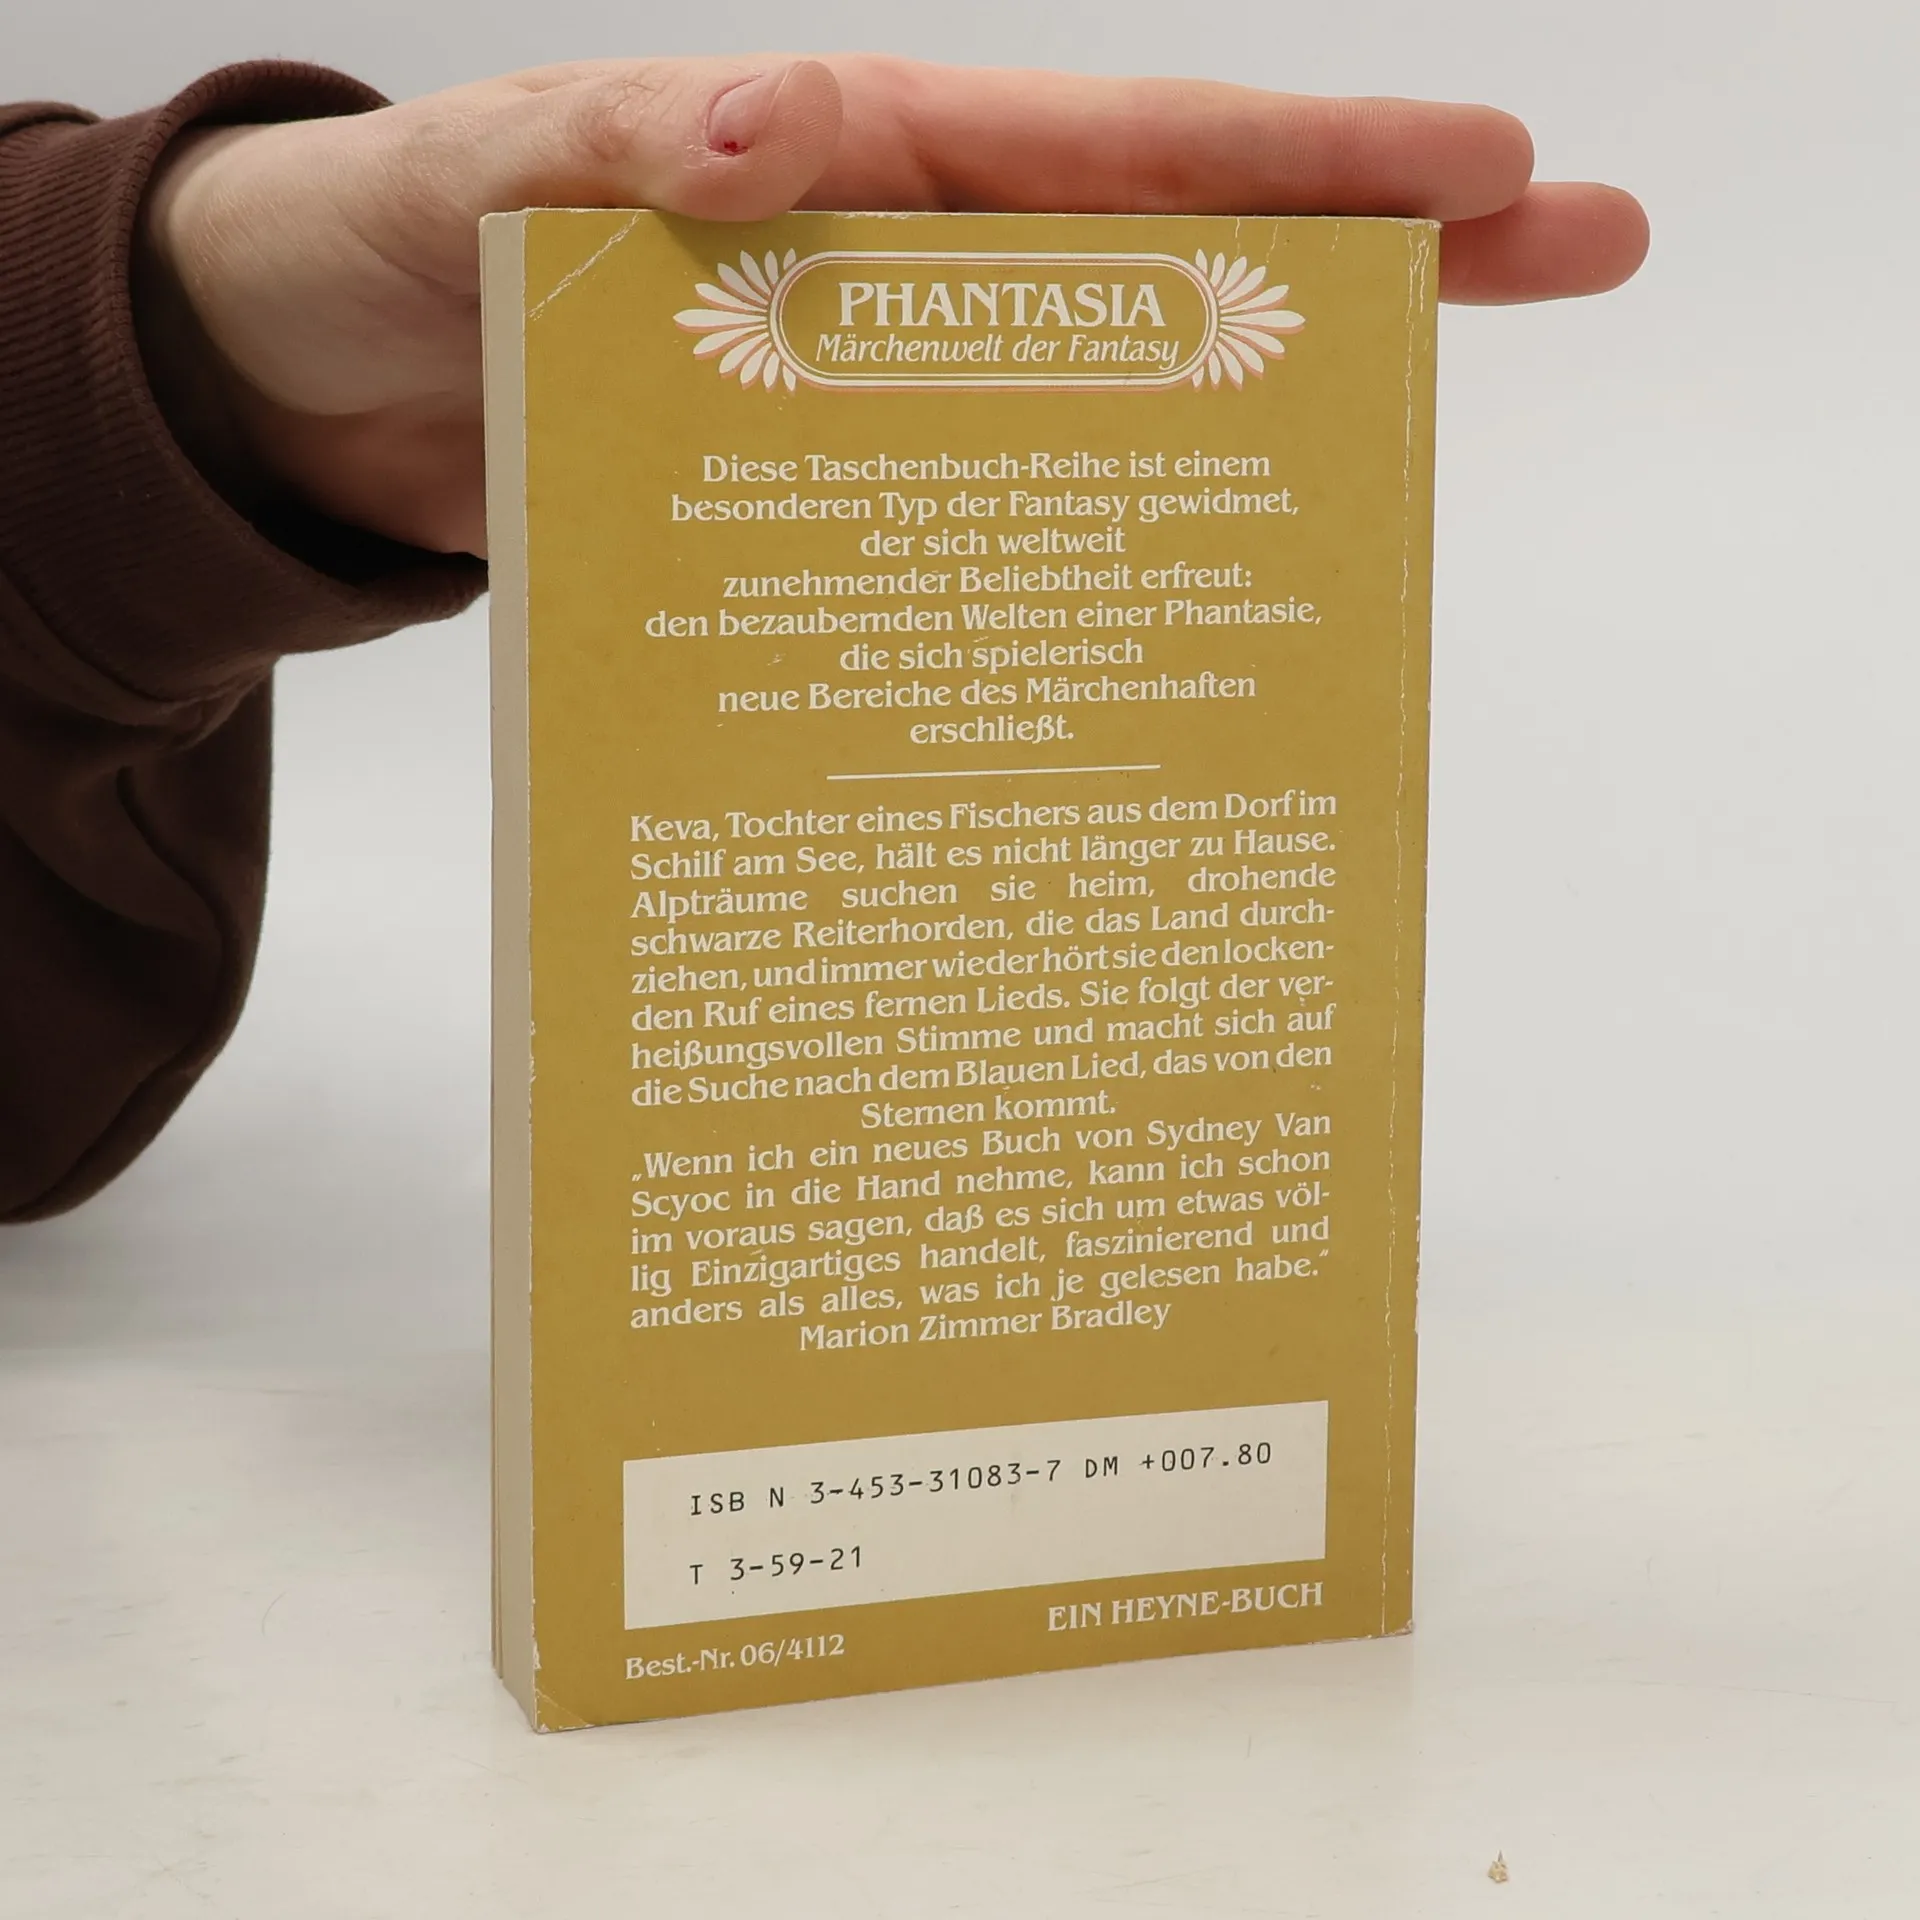 PHANTASIA
Märchenwelt der Fantasy
Diese Taschenbuch-Reihe ist einem
besonderen Typ der Fantasy gewidmet,
der sich weltweit
zunehmender Beliebtheit erfreut:
den bezaubernden Welten einer Phantasie,
die sich spielerisch
neue Bereiche des Märchenhaften
erschließt.
Keva, Tochter eines Fischers aus dem Dorf im
Schilf am See, hält es nicht länger zu Hause.
Alpträume suchen sie heim, drohende
schwarze Reiterhorden, die das Land durch-
ziehen, und immer wieder hört sie den locken-
den Ruf eines fernen Lieds. Sie folgt der ver-
heißungsvollen Stimme und macht sich auf
die Suche nach dem Blauen Lied, das von den
Sternen kommt.
„Wenn ich ein neues Buch von Sydney Van
Scyoc in die Hand nehme, kann ich schon
im voraus sagen, daß es sich um etwas völ-
lig Einzigartiges handelt, faszinierend und
anders als alles, was ich je gelesen habe.“
Marion Zimmer Bradley
ISB N 3-453-31083-7 DM +007.80
T 3-59-21
EIN HEYNE-BUCH
Best.-Nr. 06/4112